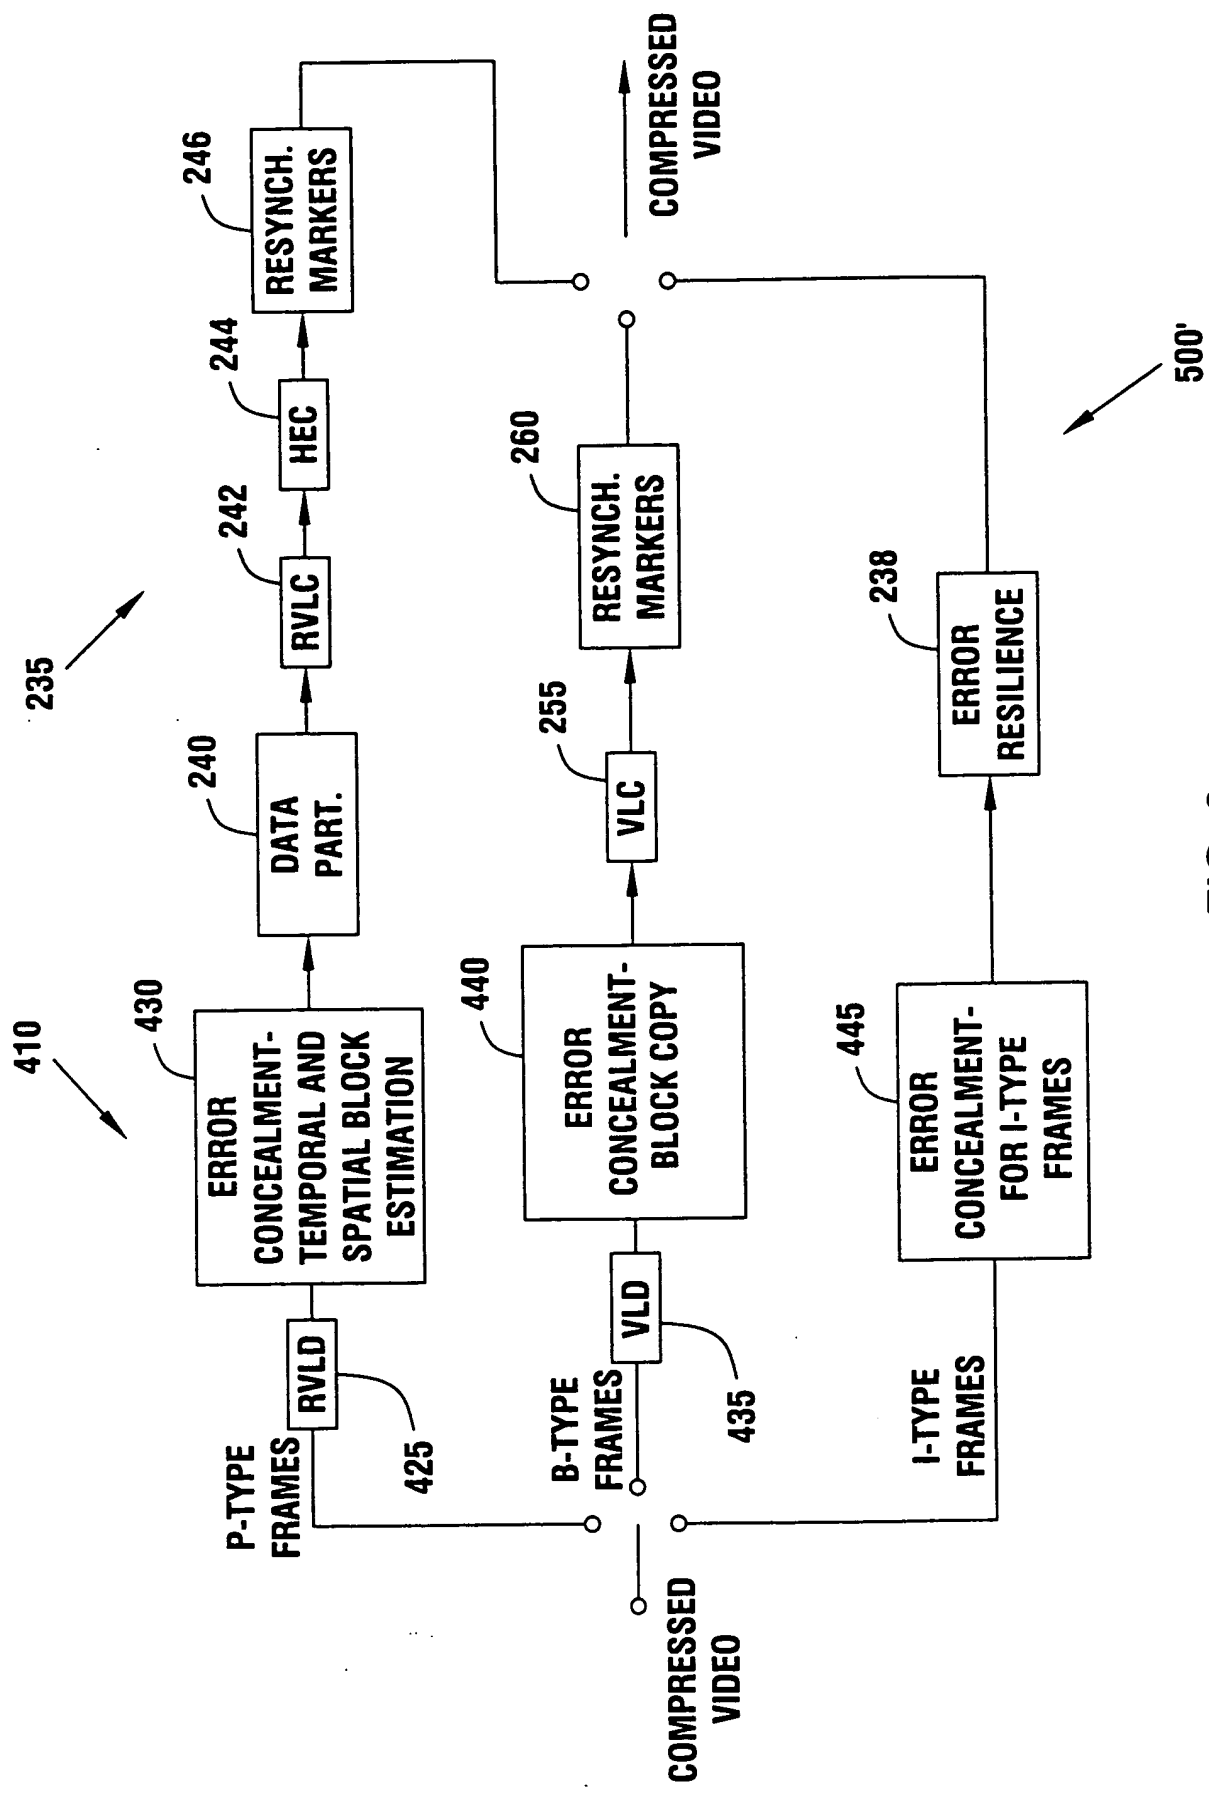 410
235
P-TYPE
FRAMES
RVLD
425
ERROR
CONCEALMENT-
TEMPORAL AND
SPATIAL BLOCK
ESTIMATION
430
DATA
PART.
240
RVLC
242
HEC
244
RESYNCH.
MARKERS
246
COMPRESSED
VIDEO
B-TYPE
FRAMES
VLD
435
ERROR
CONCEALMENT-
BLOCK COPY
440
VLC
255
RESYNCH.
MARKERS
260
COMPRESSED
VIDEO
I-TYPE
FRAMES
ERROR
CONCEALMENT-
FOR I-TYPE
FRAMES
445
ERROR
RESILIENCE
238
500'